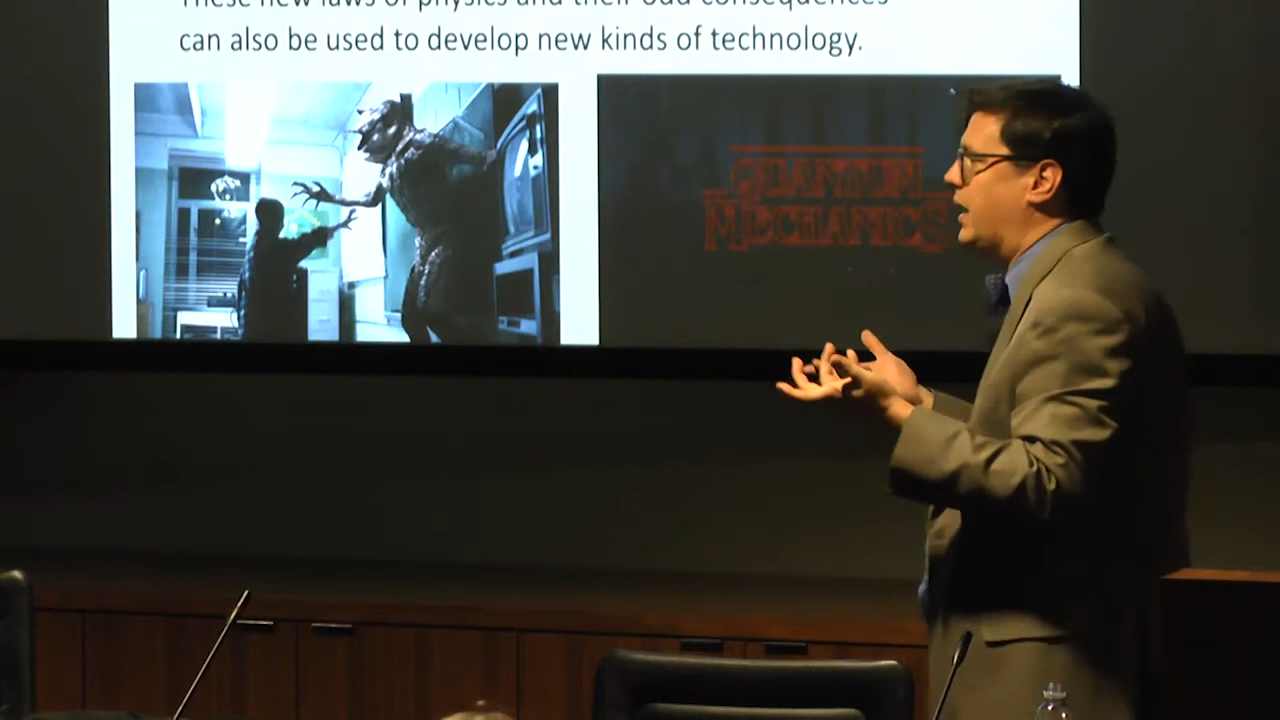 These new laws of physics and their odd consequences
can also be used to develop new kinds of technology.
QUANTUM
MECHANICS